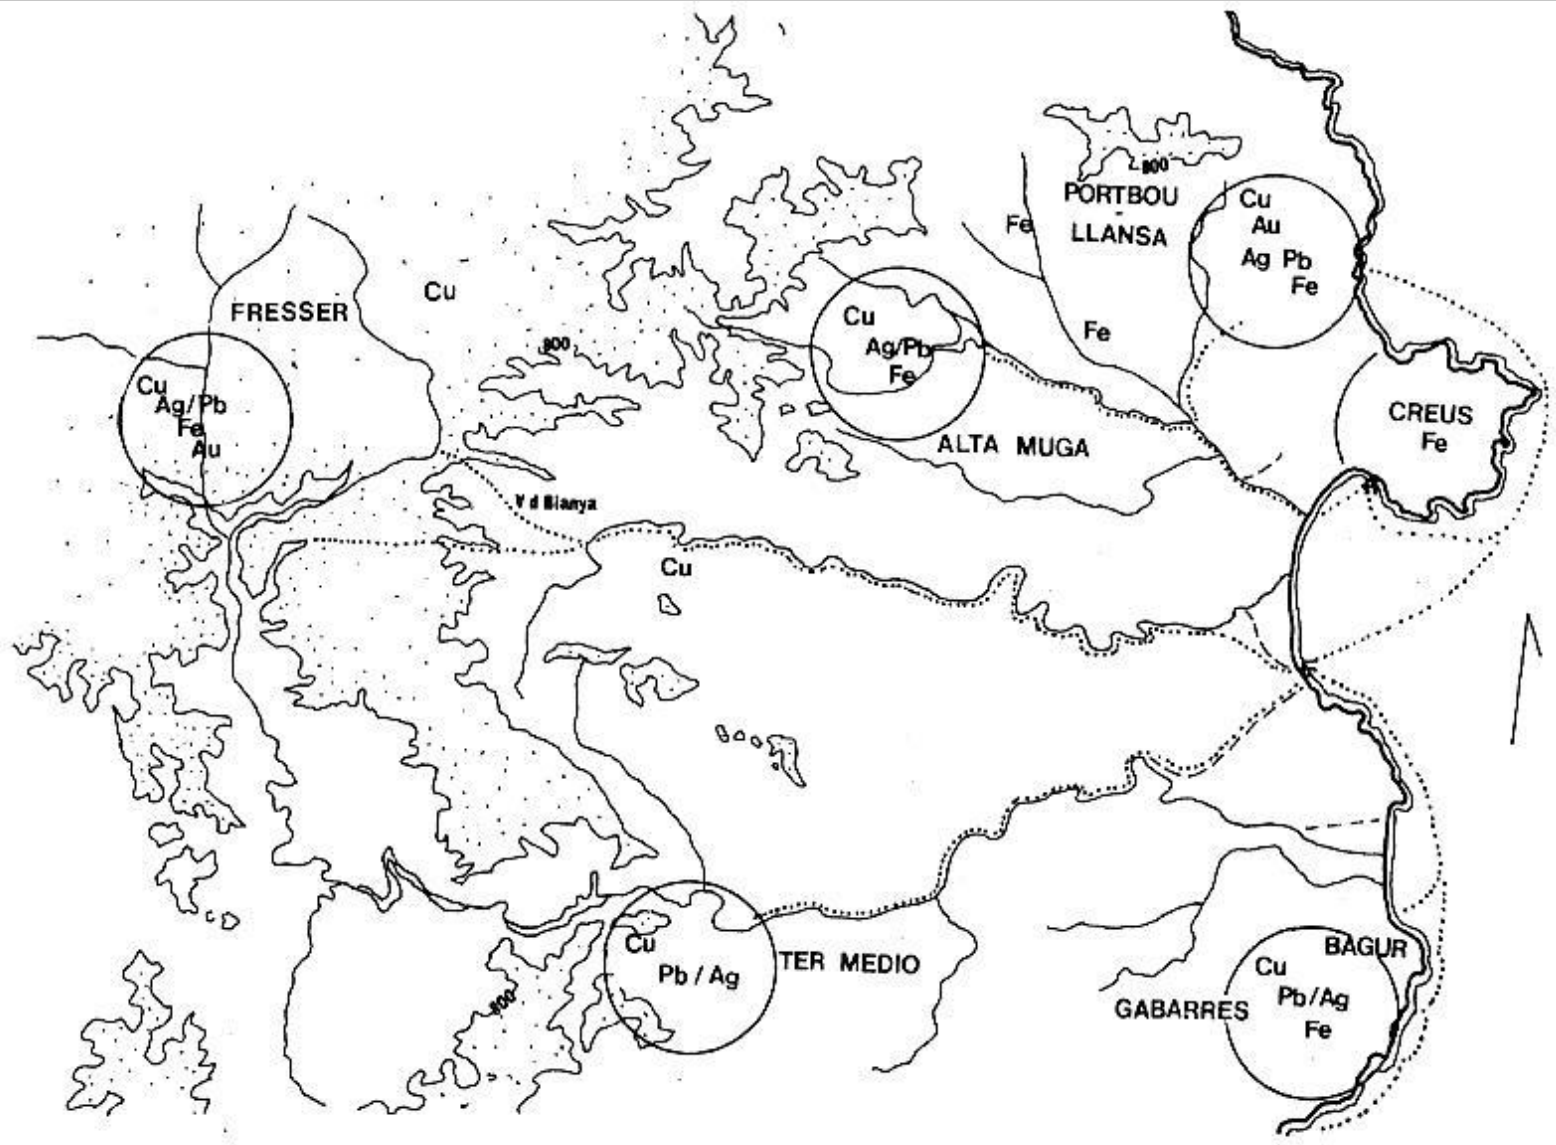 800
PORTBOU
-
LLANSA
Fe
Cu
Au
Ag Pb
Fe
Cu
FRESSER
Cu
Ag/Pb
Fe
Fe
800
Cu
Ag/Pb
Fe
Au
CREUS
Fe
ALTA MUGA
V d Bianya
Cu
Cu
Pb / Ag
TER MEDIO
800
BAGUR
Cu
Pb/Ag
Fe
GABARRES